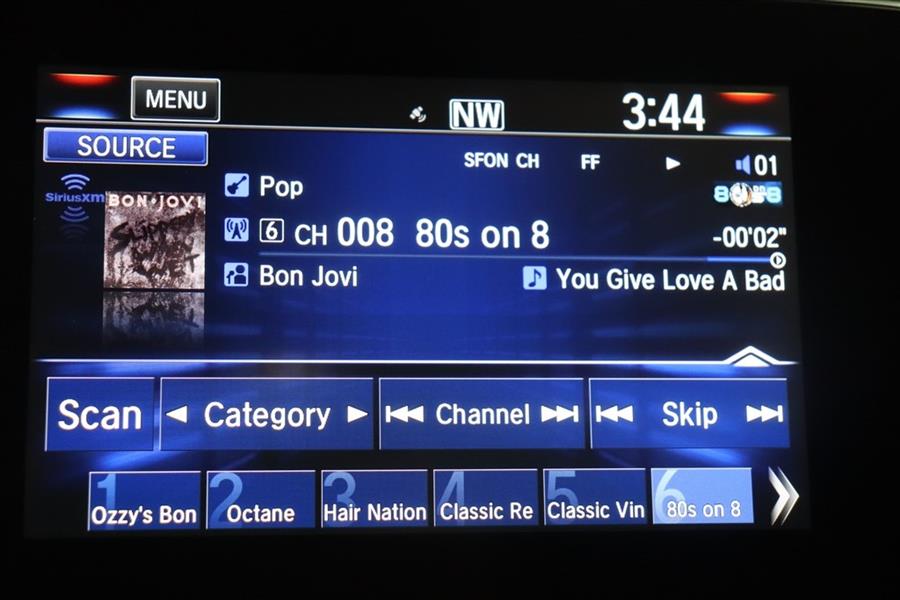 MENU
NW
3:44
SOURCE
SFON CH
FF
01
SiriusXm
BON JOVI
Slippery
Wet
Pop
6 CH 008 80s on 8
-00'02"
Bon Jovi
You Give Love A Bad
Scan
Category
Channel
Skip
1 Ozzy's Bon
2 Octane
3 Hair Nation
4 Classic Re
5 Classic Vin
6 80s on 8